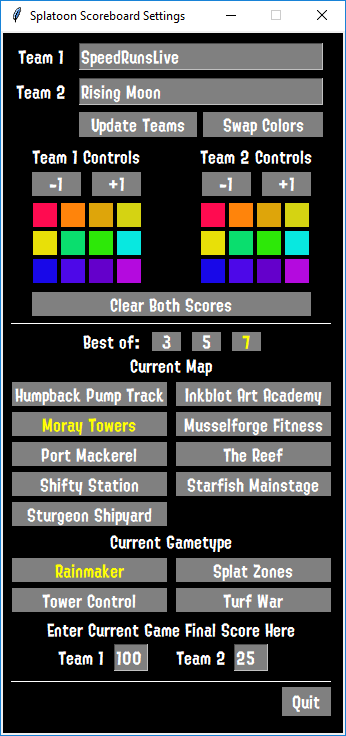 Splatoon Scoreboard Settings
Team 1 SpeedRunsLive
Team 2 Rising Moon
Update Teams Swap Colors
Team 1 Controls Team 2 Controls
-1 +1 -1 +1
Clear Both Scores
Best of: 3 5 7
Current Map
Humpback Pump Track Inkblot Art Academy
Moray Towers Musselforge Fitness
Port Mackerel The Reef
Shifty Station Starfish Mainstage
Sturgeon Shipyard
Current Gametype
Rainmaker Splat Zones
Tower Control Turf War
Enter Current Game Final Score Here
Team 1 100 Team 2 25
Quit